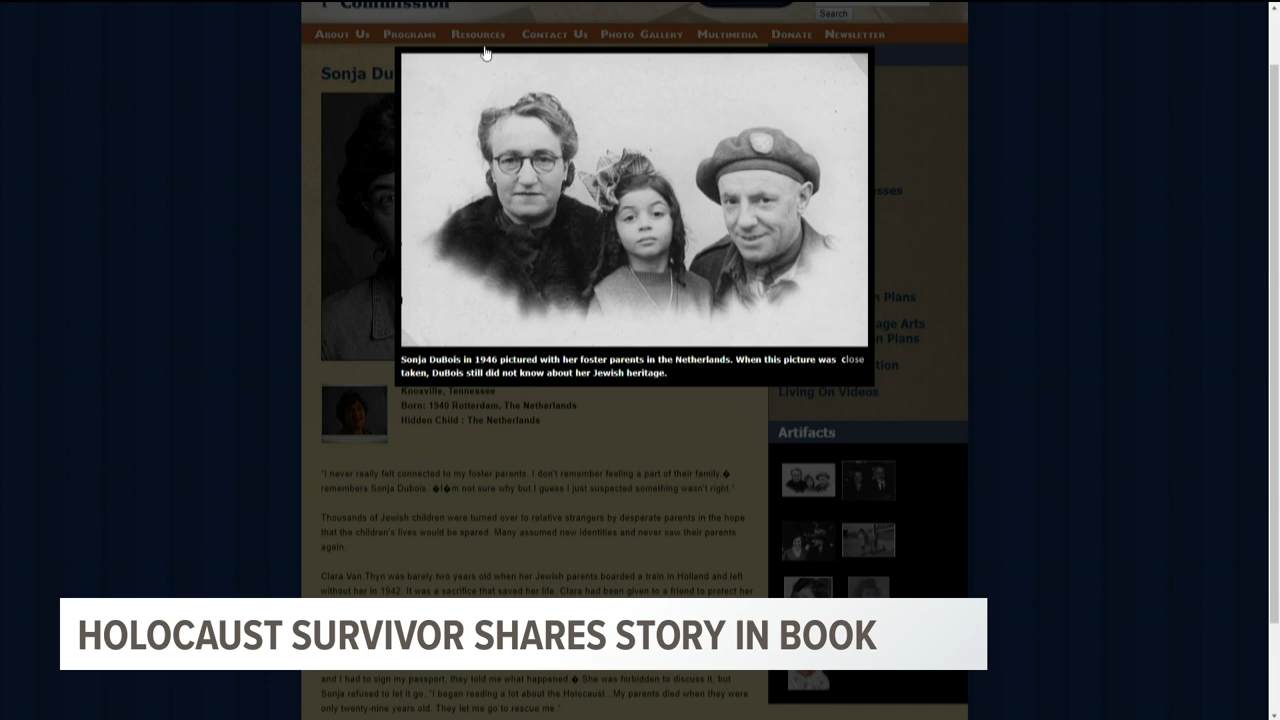 Commission
Search
About Us Programs Resources Contact Us Photo Gallery Multimedia Donate Newsletter
Sonja Du
Sonja DuBois in 1946 pictured with her foster parents in the Netherlands. When this picture was close
taken, DuBois still did not know about her Jewish heritage.
Knoxville, Tennessee
Born: 1940 Rotterdam, The Netherlands
Hidden Child : The Netherlands
"I never really felt connected to my foster parents. I don't remember feeling a part of their family.�
remembers Sonja Dubois. �I�m not sure why but I guess I just suspected something wasn't right."
Thousands of Jewish children were turned over to relative strangers by desperate parents in the hope
that the children's lives would be spared. Many assumed new identities and never saw their parents
again.
Clara Van Thyn was barely two years old when her Jewish parents boarded a train in Holland and left
without her in 1942. It was a sacrifice that saved her life. Clara had been given to a friend to protect her
and I had to sign my passport, they told me what happened.� She was forbidden to discuss it, but
Sonja refused to let it go. "I began reading a lot about the Holocaust...My parents died when they were
only twenty-nine years old. They let me go to rescue me."
sses
n Plans
age Arts
n Plans
tion
Living On Videos
Artifacts
HOLOCAUST SURVIVOR SHARES STORY IN BOOK